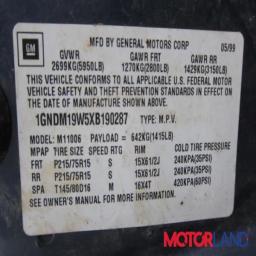 GM
MFD BY GENERAL MOTORS CORP 05/99
GVWR GAWR FRT GAWR RR
2699KG(5950LB) 1270KG(2800LB) 1429KG(3150LB)
THIS VEHICLE CONFORMS TO ALL APPLICABLE U.S. FEDERAL MOTOR
VEHICLE SAFETY AND THEFT PREVENTION STANDARDS IN EFFECT ON
THE DATE OF MANUFACTURE SHOWN ABOVE.
1GNDM19W5XB190287 TYPE: M.P.V.
MODEL: M11006 PAYLOAD = 642KG(1415LB)
MPAP TIRE SIZE SPEED RTG RIM COLD TIRE PRESSURE
FRT P215/75R15 S 15X6 1/2J 240KPA(35PSI)
RR P215/75R15 S 15X6 1/2J 240KPA(35PSI)
SPA T145/80D16 M 16X4T 420KPA(60PSI)
SEE OWNER'S MANUAL FOR ADDITIONAL INFORMATION
MOTORLAND